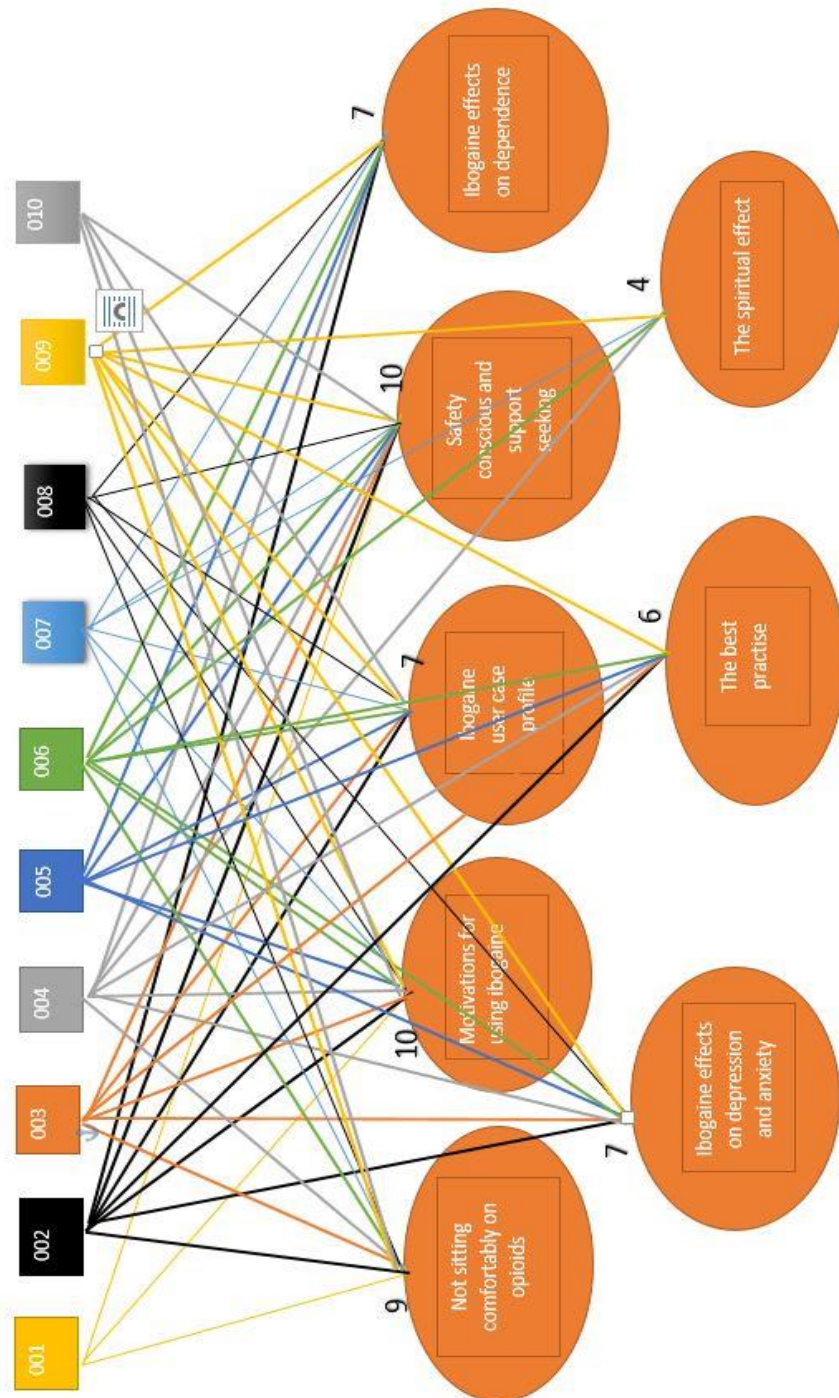 001
002
003
004
005
006
007
008
009
010
9
10
7
10
7
Not sitting
comfortably on
opioids
Motivations for
using ibogaine
Ibogaine
user case
profile
Safety
conscious and
support
seeking
Ibogaine effects
on dependence
7
6
4
Ibogaine effects
on depression
and anxiety
The best
practise
The spiritual effect